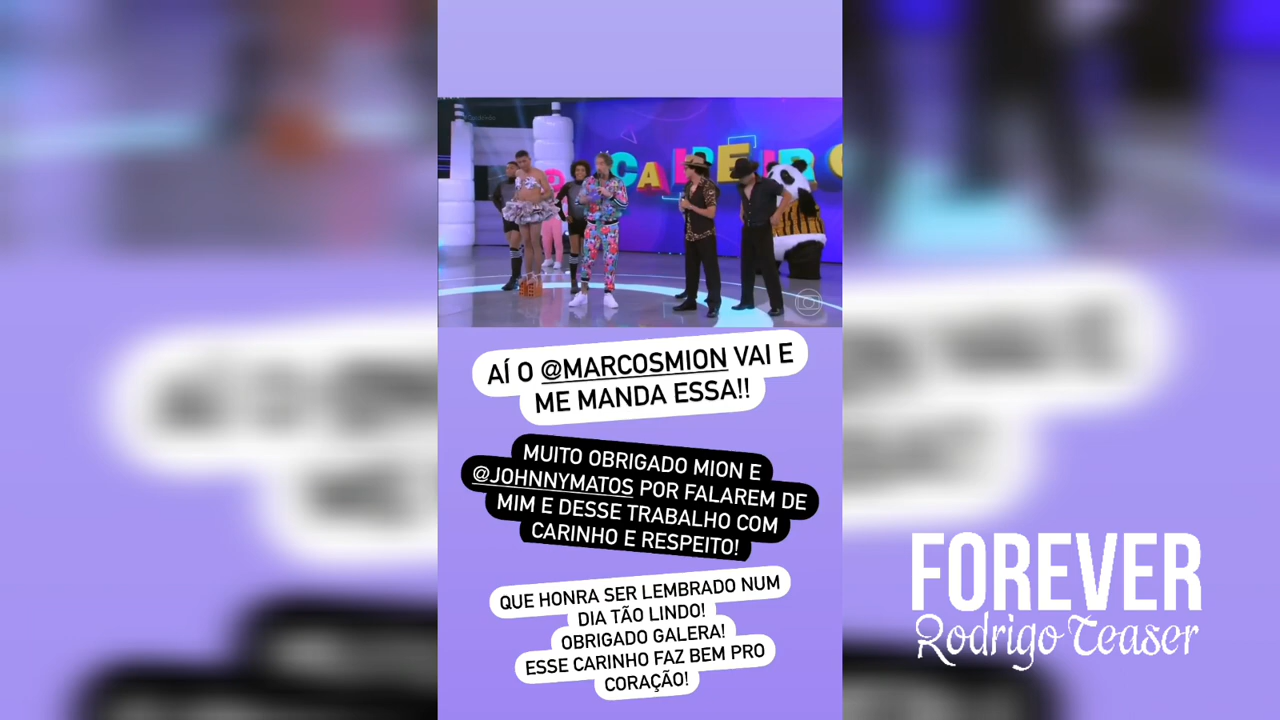 CALDEIRO
AÍ O @MARCOSMION VAI E
ME MANDA ESSA!!
MUITO OBRIGADO MION E
@JOHNNYMATOS POR FALAREM DE
MIM E DESSE TRABALHO COM
CARINHO E RESPEITO!
QUE HONRA SER LEMBRADO NUM
DIA TÃO LINDO!
OBRIGADO GALERA!
ESSE CARINHO FAZ BEM PRO
CORAÇÃO!
FOREVER
Rodrigo Teaser